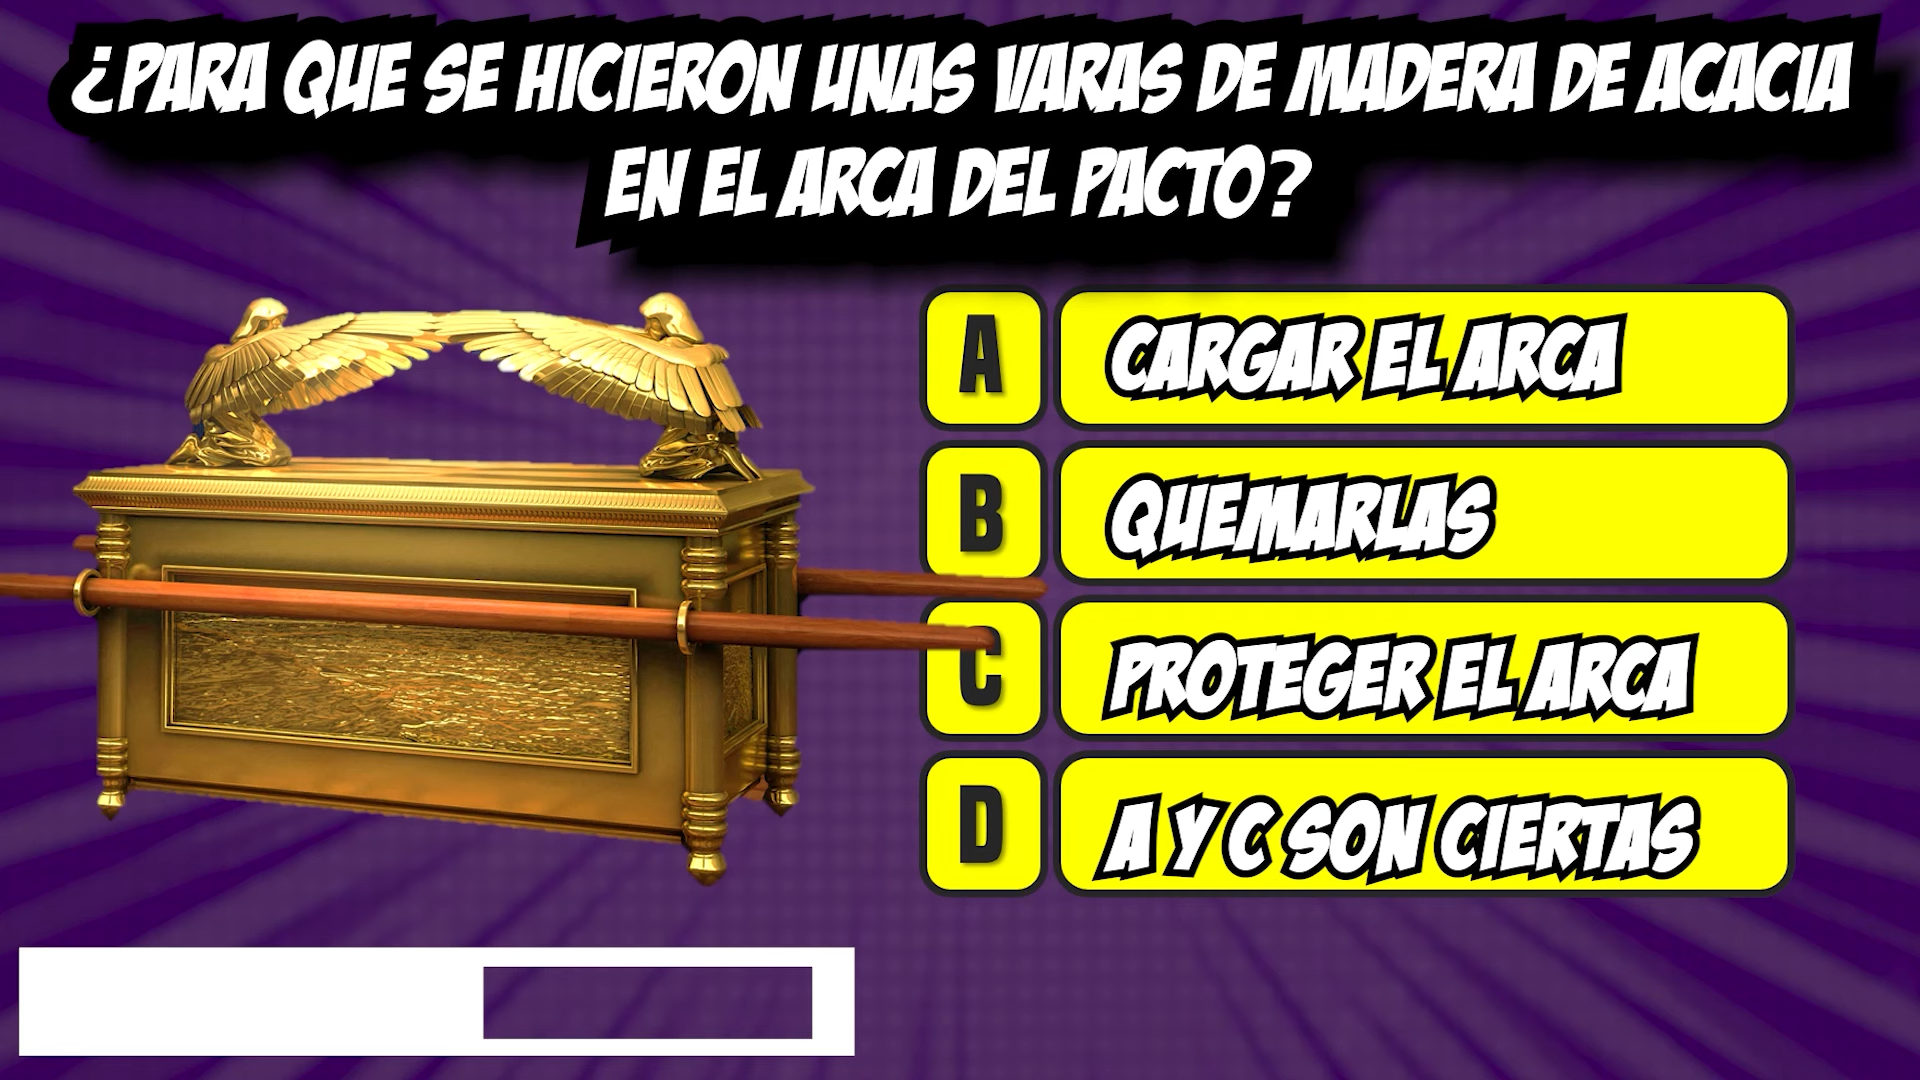 ¿PARA QUE SE HICIERON UNAS VARAS DE MADERA DE ACACIA
EN EL ARCA DEL PACTO?
A CARGAR EL ARCA
B QUEMARLAS
C PROTEGER EL ARCA
D A Y C SON CIERTAS